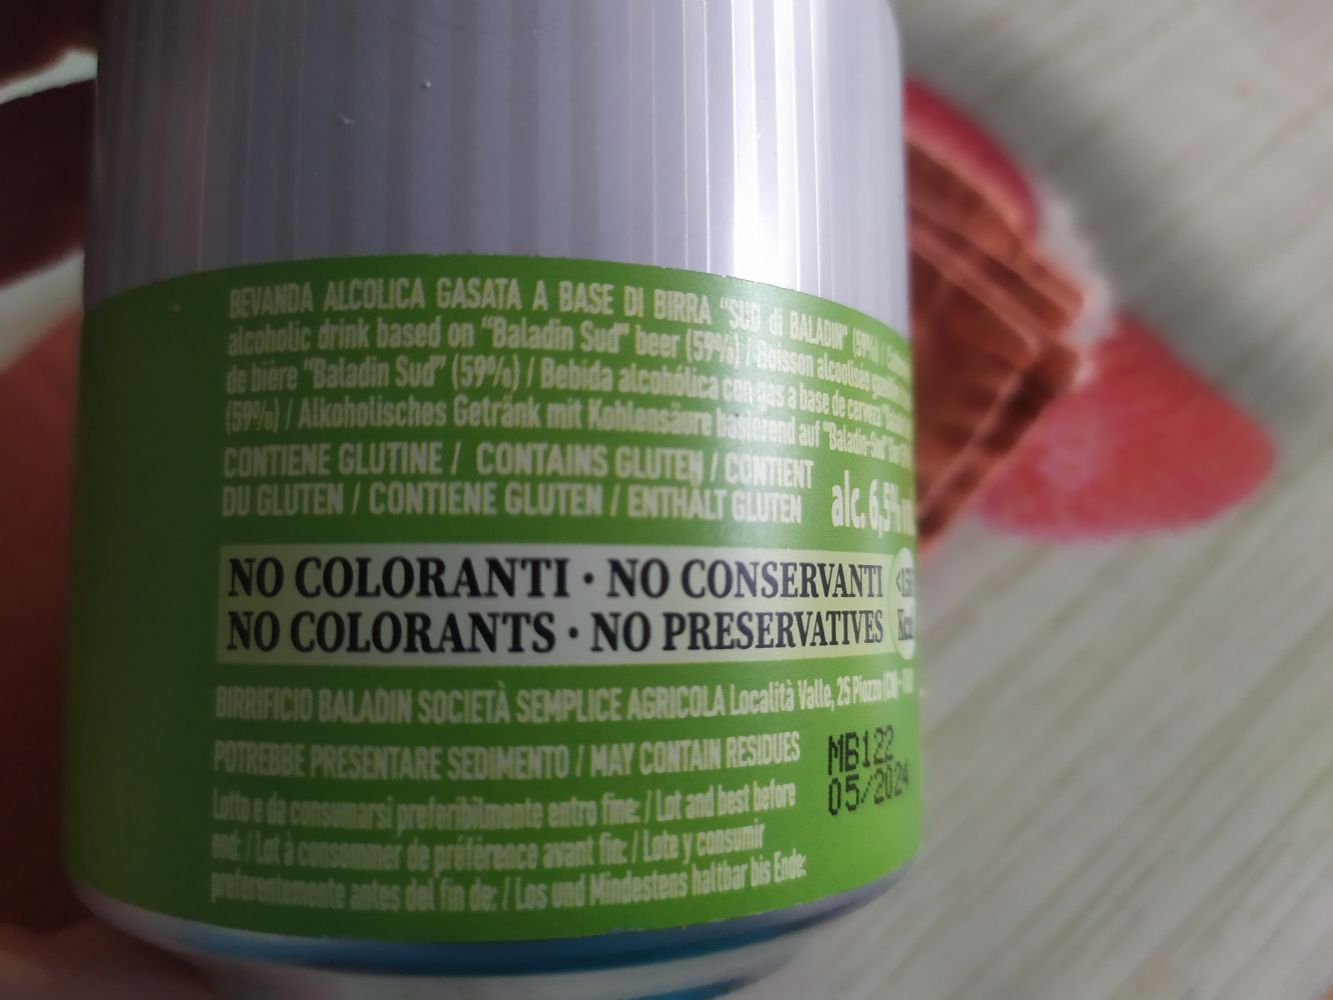 BEVANDA ALCOLICA GASATA A BASE DI BIRRA "SUD di BALADIN" (59%) /
alcoholic drink based on "Baladin Sud" beer (59%) / Boisson alcoolisée
de bière "Baladin Sud" (59%) / Bebida alcohólica con gas a base de cerveza
(59%) / Alkoholisches Getränk mit Kohlensäure basierend auf "Baladin-Sud"
CONTIENE GLUTINE / CONTAINS GLUTEN / CONTIENT
DU GLUTEN / CONTIENE GLUTEN / ENTHÄLT GLUTEN
alc. 6,5%
NO COLORANTI · NO CONSERVANTI
NO COLORANTS · NO PRESERVATIVES
BIRRIFICIO BALADIN SOCIETÀ SEMPLICE AGRICOLA Località Valle, 25 Piozzo (CN)
POTREBBE PRESENTARE SEDIMENTO / MAY CONTAIN RESIDUES
MB122
05/2024
Lotto e da consumarsi preferibilmente entro fine: / Lot and best before
end: / Lot à consommer de préférence avant fin: / Lote y consumir
preferentemente antes del fin de: / Los und Mindestens haltbar bis Ende: